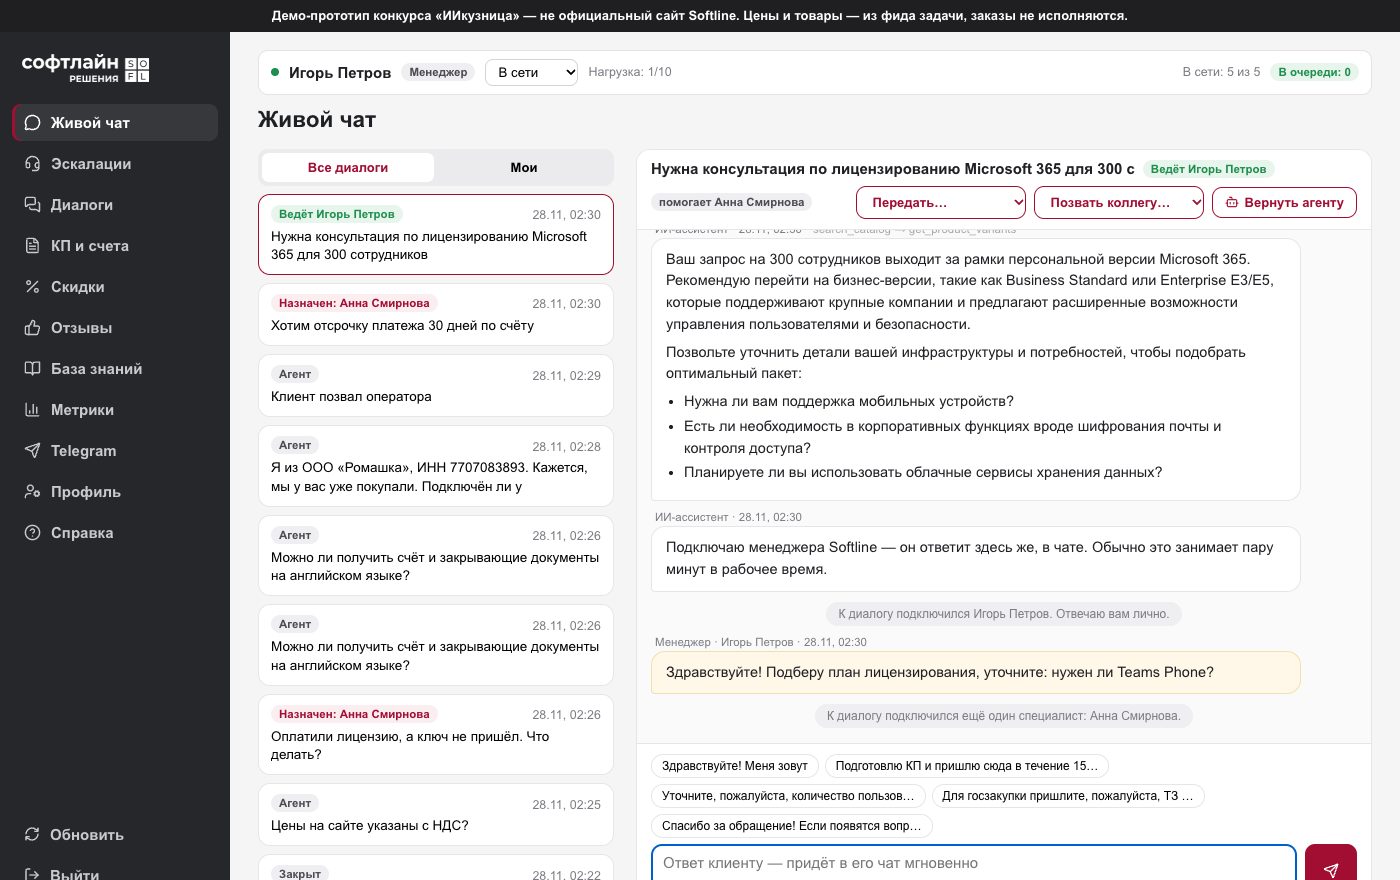 Демо-прототип конкурса «ИИкузница» — не официальный сайт Softline. Цены и товары — из фида задачи, заказы не исполняются.
софтлайн
РЕШЕНИЯ
SO
FL
Живой чат
Эскалации
Диалоги
КП и счета
Скидки
Отзывы
База знаний
Метрики
Telegram
Профиль
Справка
Обновить
Выйти
Игорь Петров
Менеджер
В сети
Нагрузка: 1/10
В сети: 5 из 5
В очереди: 0
Живой чат
Все диалоги
Мои
Ведёт Игорь Петров
28.11, 02:30
Нужна консультация по лицензированию Microsoft
365 для 300 сотрудников
Назначен: Анна Смирнова
28.11, 02:30
Хотим отсрочку платежа 30 дней по счёту
Агент
28.11, 02:29
Клиент позвал оператора
Агент
28.11, 02:28
Я из ООО «Ромашка», ИНН 7707083893. Кажется,
мы у вас уже покупали. Подключён ли у
Агент
28.11, 02:26
Можно ли получить счёт и закрывающие документы
на английском языке?
Агент
28.11, 02:26
Можно ли получить счёт и закрывающие документы
на английском языке?
Назначен: Анна Смирнова
28.11, 02:26
Оплатили лицензию, а ключ не пришёл. Что
делать?
Агент
28.11, 02:25
Цены на сайте указаны с НДС?
Закрыт
28.11, 02:22
Нужна консультация по лицензированию Microsoft 365 для 300 с
Ведёт Игорь Петров
помогает Анна Смирнова
Передать...
Позвать коллегу...
Вернуть агенту
ИИ-ассистент · 28.11, 02:30 · search_catalog → get_product_variants
Ваш запрос на 300 сотрудников выходит за рамки персональной версии Microsoft 365.
Рекомендую перейти на бизнес-версии, такие как Business Standard или Enterprise E3/E5,
которые поддерживают крупные компании и предлагают расширенные возможности
управления пользователями и безопасности.
Позвольте уточнить детали вашей инфраструктуры и потребностей, чтобы подобрать
оптимальный пакет:
• Нужна ли вам поддержка мобильных устройств?
• Есть ли необходимость в корпоративных функциях вроде шифрования почты и
контроля доступа?
• Планируете ли вы использовать облачные сервисы хранения данных?
ИИ-ассистент · 28.11, 02:30
Подключаю менеджера Softline — он ответит здесь же, в чате. Обычно это занимает пару
минут в рабочее время.
К диалогу подключился Игорь Петров. Отвечаю вам лично.
Менеджер · Игорь Петров · 28.11, 02:30
Здравствуйте! Подберу план лицензирования, уточните: нужен ли Teams Phone?
К диалогу подключился ещё один специалист: Анна Смирнова.
Здравствуйте! Меня зовут
Подготовлю КП и пришлю сюда в течение 15…
Уточните, пожалуйста, количество пользов…
Для госзакупки пришлите, пожалуйста, ТЗ …
Спасибо за обращение! Если появятся вопр…
Ответ клиенту — придёт в его чат мгновенно